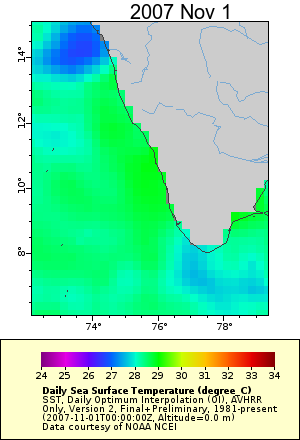 2007 Nov 1
14°
12°
10°
8°
74° 76° 78°
24 25 26 27 28 29 30 31 32 33 34
Daily Sea Surface Temperature (degree_C)
SST, Daily Optimum Interpolation (OI), AVHRR
Only, Version 2, Final+Preliminary, 1981-present
(2007-11-01T00:00:00Z, Altitude=0.0 m)
Data courtesy of NOAA NCEI